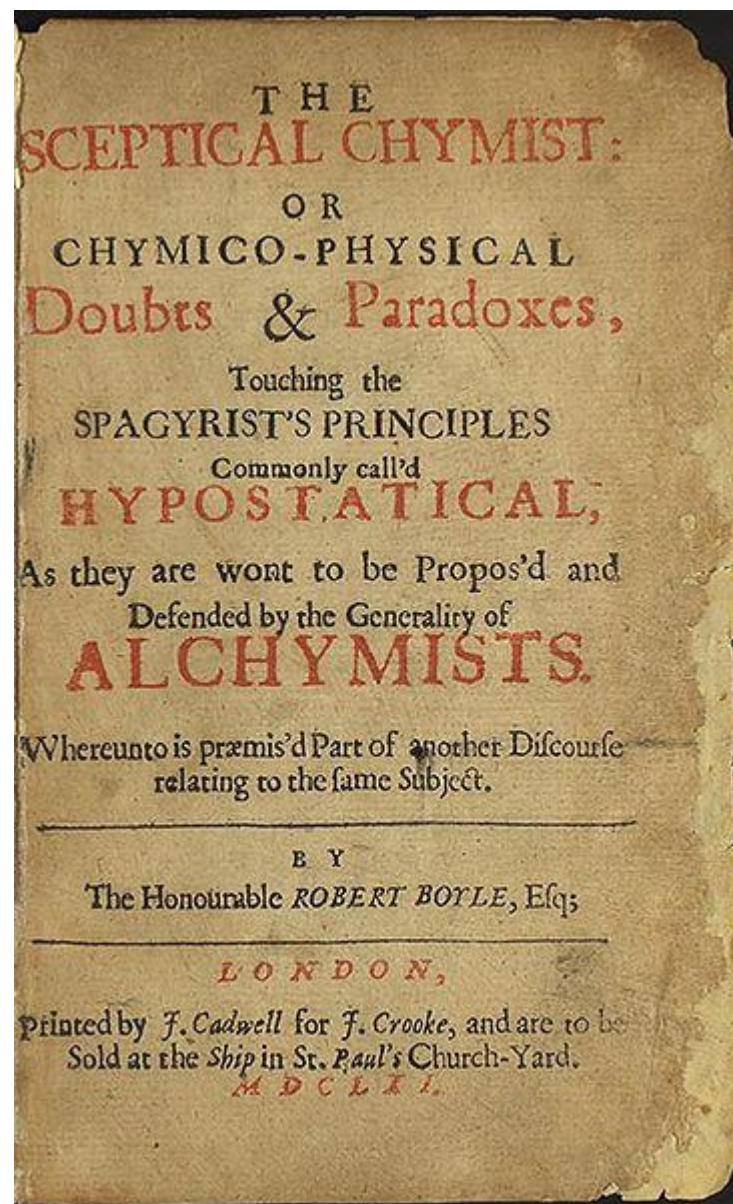 THE
SCEPTICAL CHYMIST:
OR
CHYMICO-PHYSICAL
Doubts & Paradoxes,
Touching the
SPAGYRIST'S PRINCIPLES
Commonly call'd
HYPOSTATICAL,
As they are wont to be Propos'd and
Defended by the Generality of
ALCHYMISTS.
Whereunto is præmis'd Part of another Diſcourſe
relating to the ſame Subject.
BY
The Honourable ROBERT BOYLE, Eſq;
LONDON,
Printed by J. Cadwell for J. Crooke, and are to be
Sold at the Ship in St. Paul's Church-Yard.
MDCLXI.